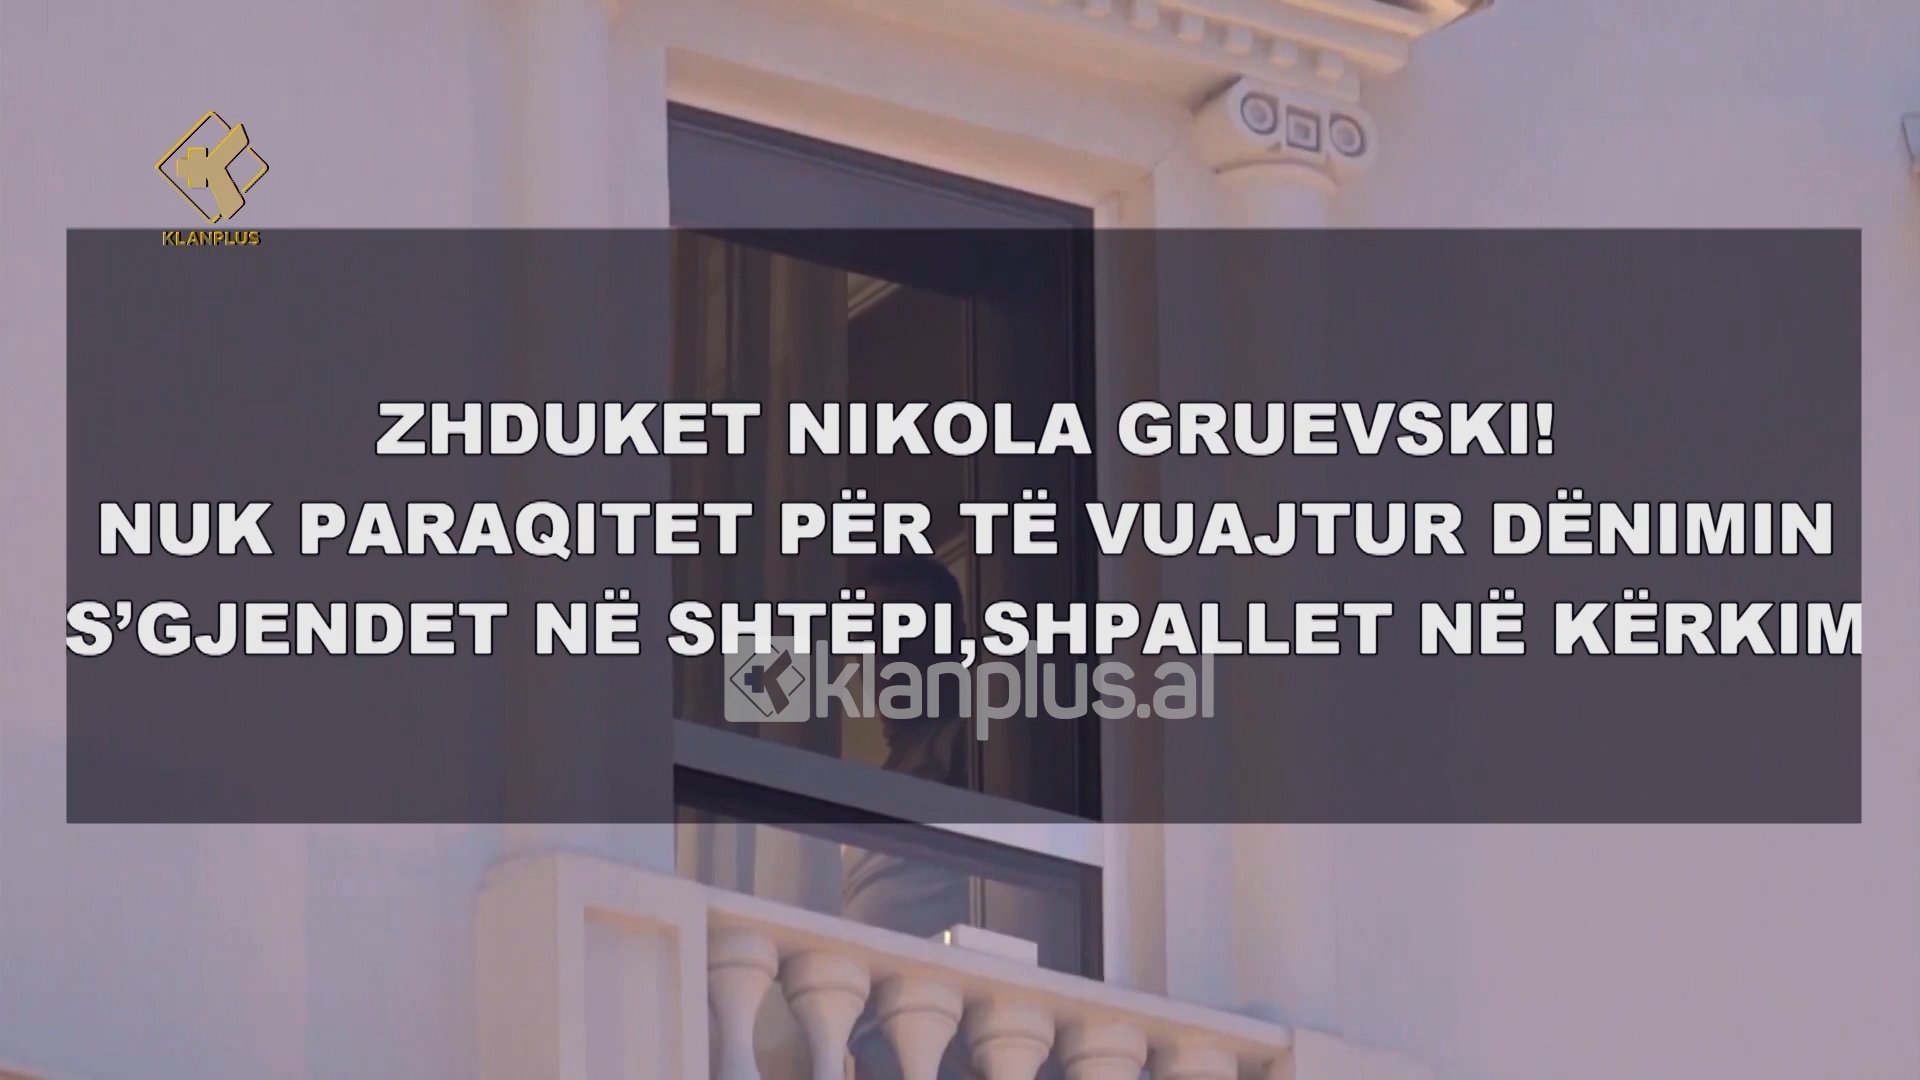 KLANPLUS
ZHDUKET NIKOLA GRUEVSKI!
NUK PARAQITET PËR TË VUAJTUR DËNIMIN
S’GJENDET NË SHTËPI,SHPALLET NË KËRKIM
klanplus.al